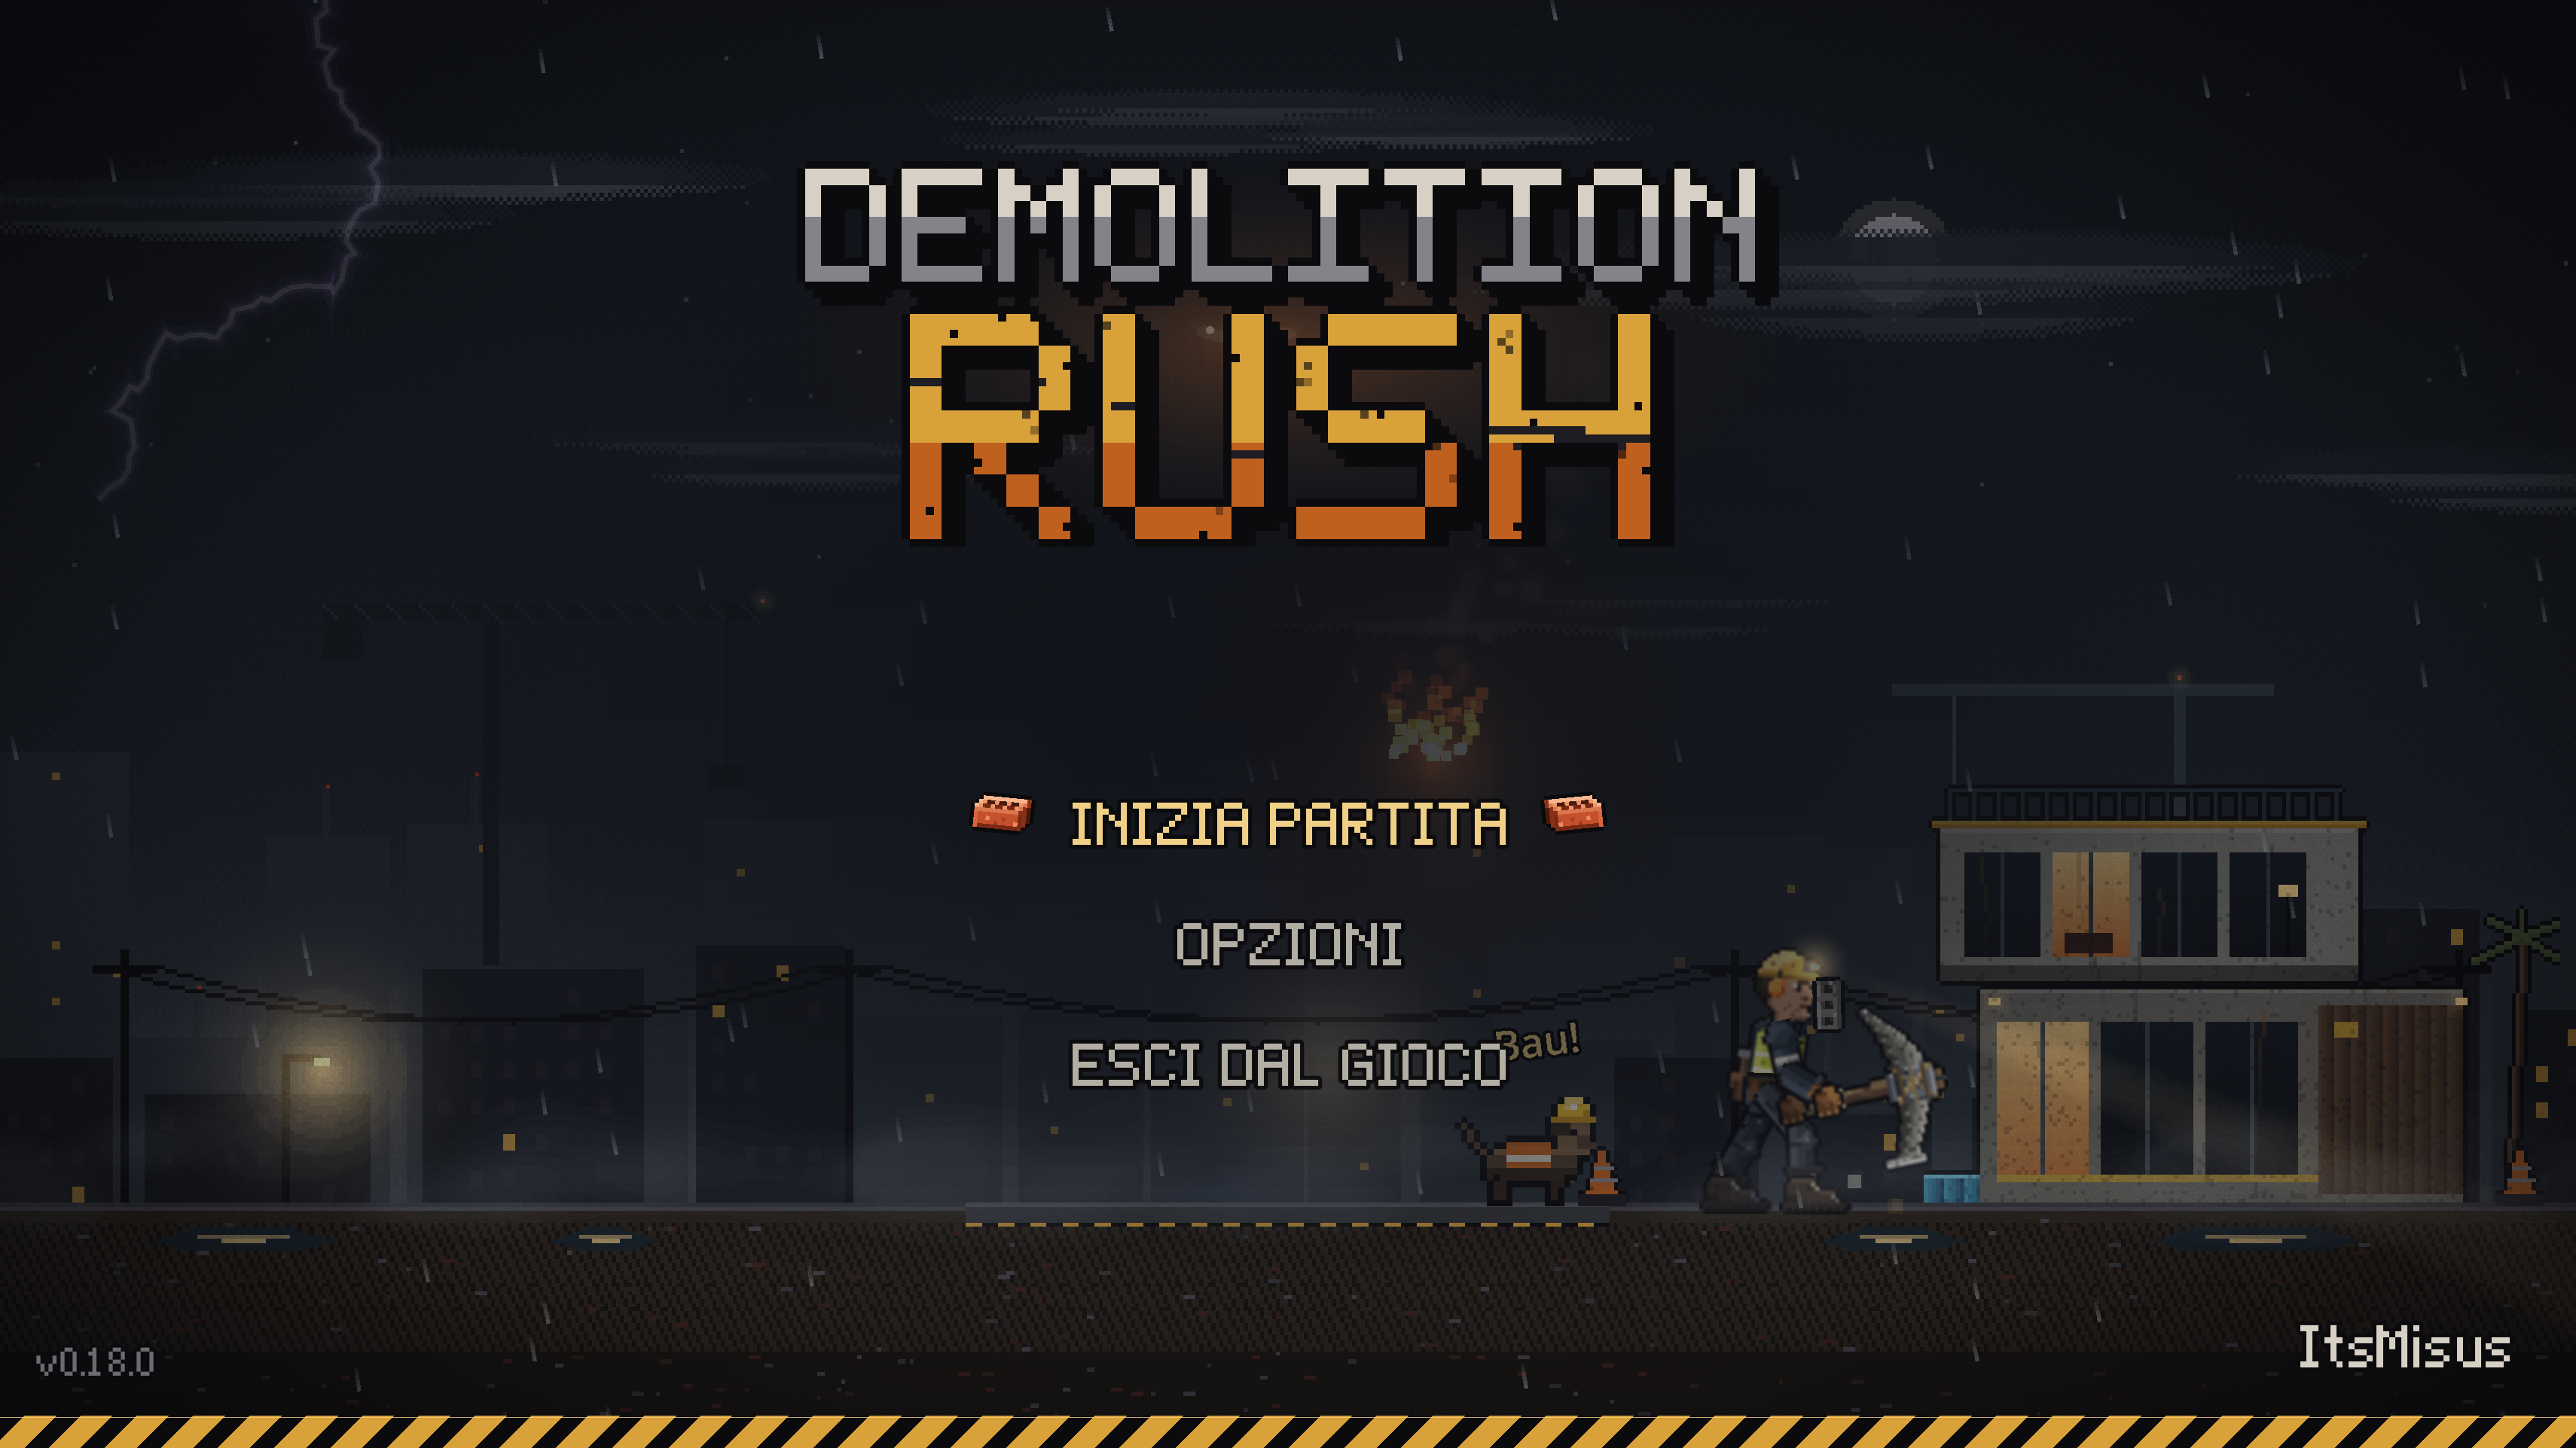 DEMOLITION
RUSH
INIZIA PARTITA
OPZIONI
ESCI DAL GIOCO
Bau!
v0.18.0
ItsMisus